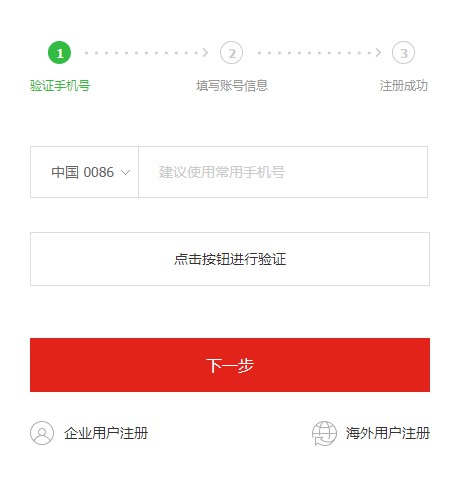 1 2 3
验证手机号 填写账号信息 注册成功
中国 0086 建议使用常用手机号
点击按钮进行验证
下一步
企业用户注册 海外用户注册